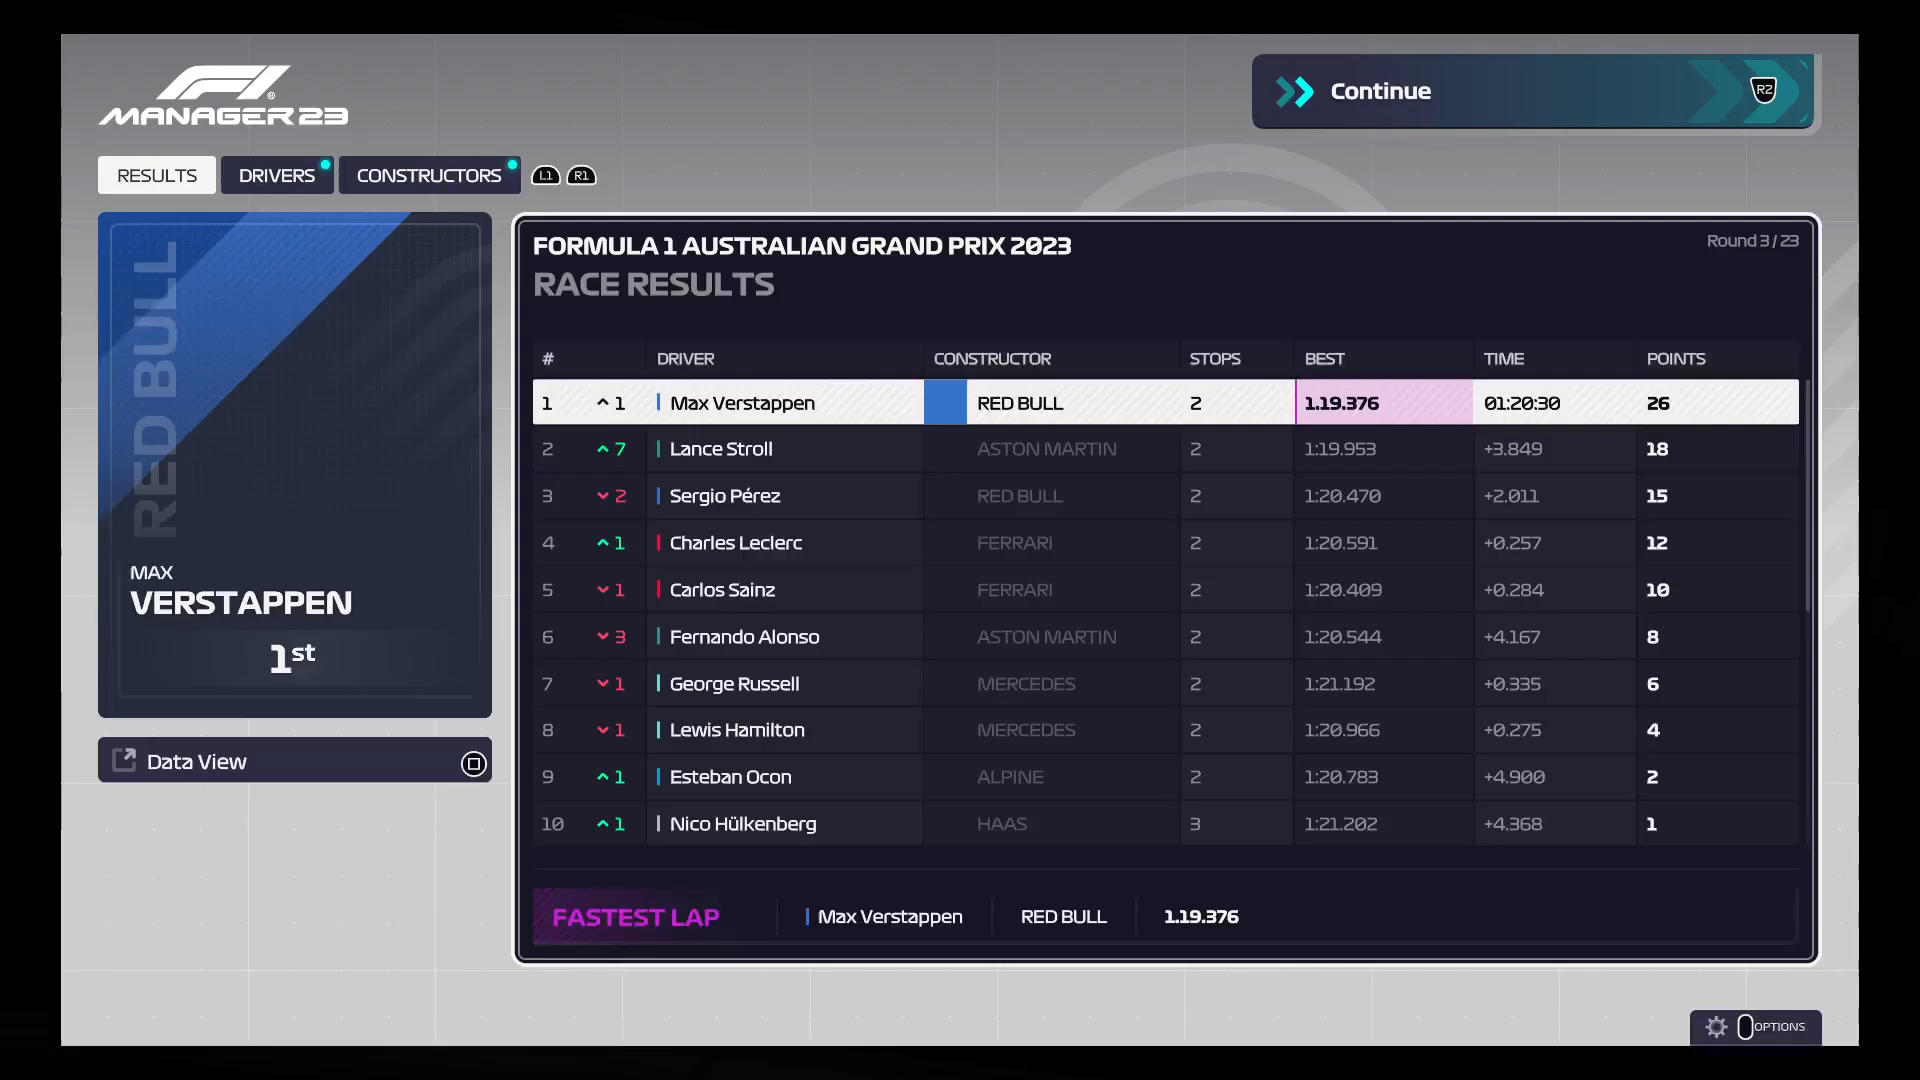 F1®
MANAGER 23
Continue
R2
RESULTS DRIVERS CONSTRUCTORS L1 R1
RED BULL
MAX
VERSTAPPEN
1st
Data View
FORMULA 1 AUSTRALIAN GRAND PRIX 2023
Round 3 / 23
RACE RESULTS
# DRIVER CONSTRUCTOR STOPS BEST TIME POINTS
1 1 Max Verstappen RED BULL 2 1.19.376 01:20:30 26
2 7 Lance Stroll ASTON MARTIN 2 1:19.953 +3.849 18
3 2 Sergio Pérez RED BULL 2 1:20.470 +2.011 15
4 1 Charles Leclerc FERRARI 2 1:20.591 +0.257 12
5 1 Carlos Sainz FERRARI 2 1:20.409 +0.284 10
6 3 Fernando Alonso ASTON MARTIN 2 1:20.544 +4.167 8
7 1 George Russell MERCEDES 2 1:21.192 +0.335 6
8 1 Lewis Hamilton MERCEDES 2 1:20.966 +0.275 4
9 1 Esteban Ocon ALPINE 2 1:20.783 +4.900 2
10 1 Nico Hülkenberg HAAS 3 1:21.202 +4.368 1
FASTEST LAP Max Verstappen RED BULL 1.19.376
OPTIONS